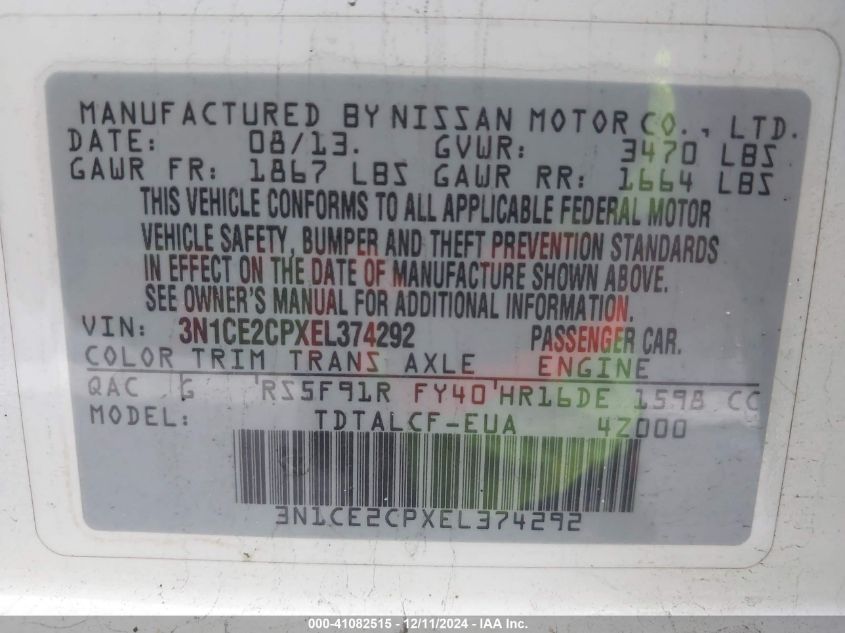 MANUFACTURED BY NISSAN MOTOR CO., LTD.
DATE: 08/13. GVWR: 3470 LBS
GAWR FR: 1867 LBS GAWR RR: 1664 LBS
THIS VEHICLE CONFORMS TO ALL APPLICABLE FEDERAL MOTOR
VEHICLE SAFETY, BUMPER AND THEFT PREVENTION STANDARDS
IN EFFECT ON THE DATE OF MANUFACTURE SHOWN ABOVE.
SEE OWNER'S MANUAL FOR ADDITIONAL INFORMATION.
VIN: 3N1CE2CPXEL374292 PASSENGER CAR.
COLOR TRIM TRANS AXLE ENGINE
QAC G RS5F91R FY40 HR16DE 1598 CC
MODEL: TDTALCF-EUA 4Z000
3N1CE2CPXEL374292
000-41082515 - 12/11/2024 - IAA Inc.